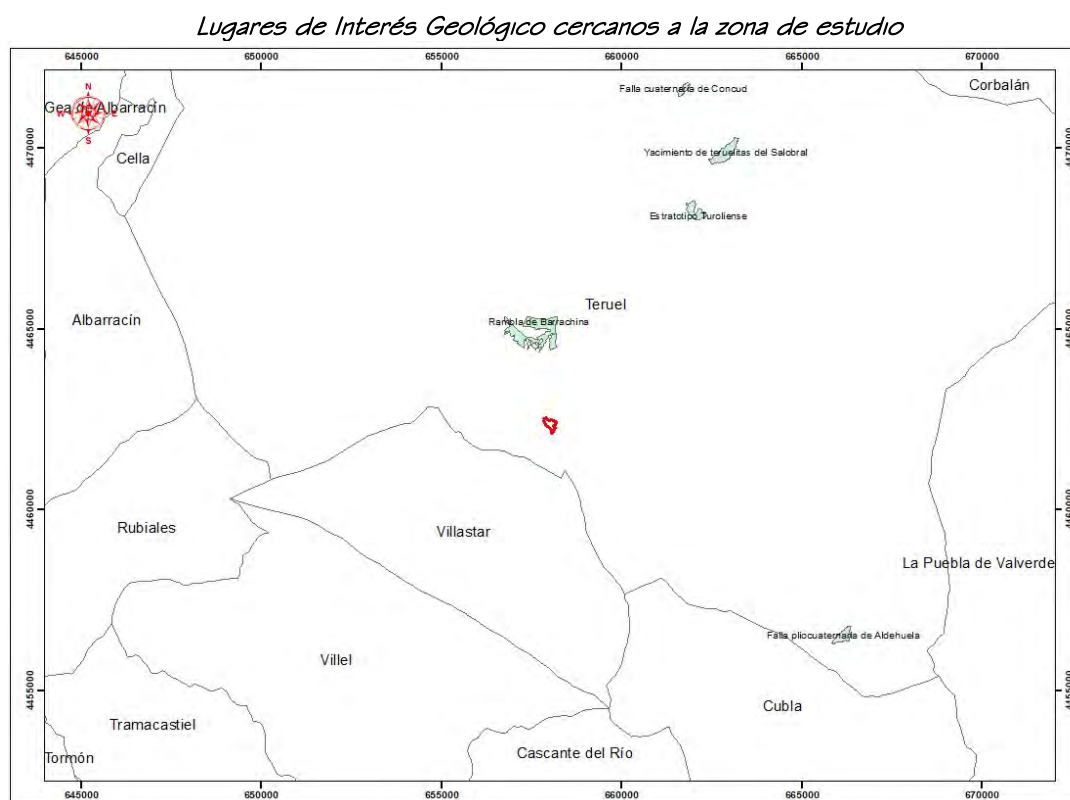 Lugares de Interés Geológico cercanos a la zona de estudio
645000 650000 655000 660000 665000 670000
N
W E
S
Gea de Albarracín
Cella
Falla cuaternaria de Concud
Corbalán
4470000 4470000
Yacimiento de teruelitas del Salobral
Estratotipo Turoliense
Teruel
Albarracín
Rambla de Barrachina
4465000 4465000
4460000 4460000
Rubiales
Villastar
La Puebla de Valverde
Falla pliocuaternaria de Aldehuela
Villel
4455000 4455000
Cubla
Tramacastiel
Cascante del Río
Tormón
645000 650000 655000 660000 665000 670000